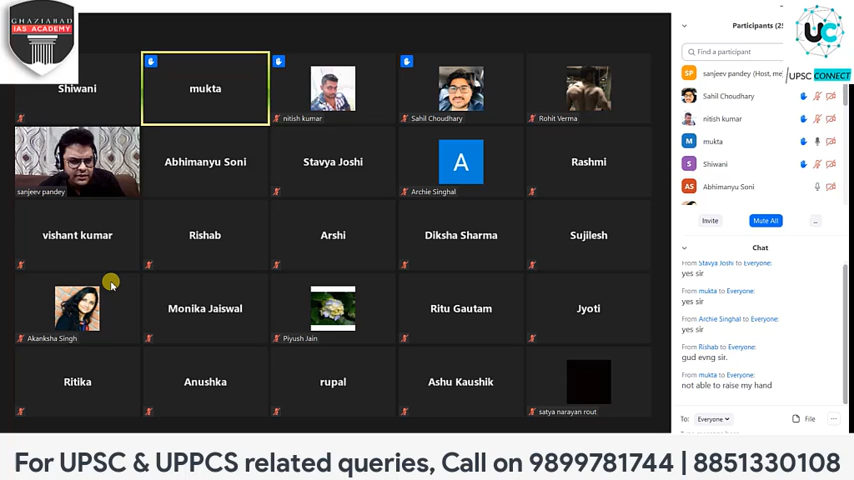 GHAZIABAD
IAS ACADEMY
UC
UPSC CONNECT
Participants (25
Find a participant
SP sanjeev pandey (Host, me
Sahil Choudhary
nitish kumar
M mukta
S Shiwani
AS Abhimanyu Soni
Invite
Mute All
...
Chat
From Stavya Joshi to Everyone:
yes sir
From mukta to Everyone:
yes sir
From Archie Singhal to Everyone:
yes sir
From Rishab to Everyone:
gud evng sir.
From mukta to Everyone:
not able to raise my hand
To: Everyone
File
...
Shiwani
mukta
nitish kumar
Sahil Choudhary
Rohit Verma
sanjeev pandey
Abhimanyu Soni
Stavya Joshi
A
Archie Singhal
Rashmi
vishant kumar
Rishab
Arshi
Diksha Sharma
Sujilesh
Akanksha Singh
Monika Jaiswal
Piyush Jain
Ritu Gautam
Jyoti
Ritika
Anushka
rupal
Ashu Kaushik
satya narayan rout
For UPSC & UPPCS related queries, Call on 9899781744 | 8851330108